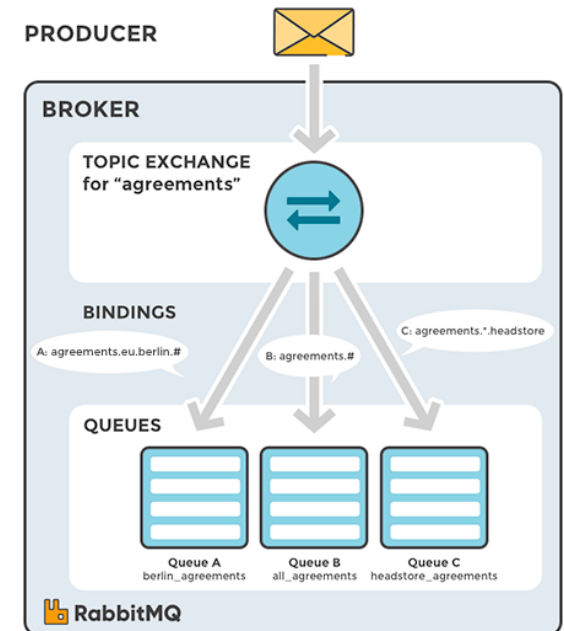 PRODUCER
BROKER
TOPIC EXCHANGE
for “agreements”
BINDINGS
A: agreements.eu.berlin.#
B: agreements.#
C: agreements.*.headstore
QUEUES
Queue A
berlin_agreements
Queue B
all_agreements
Queue C
headstore_agreements
RabbitMQ